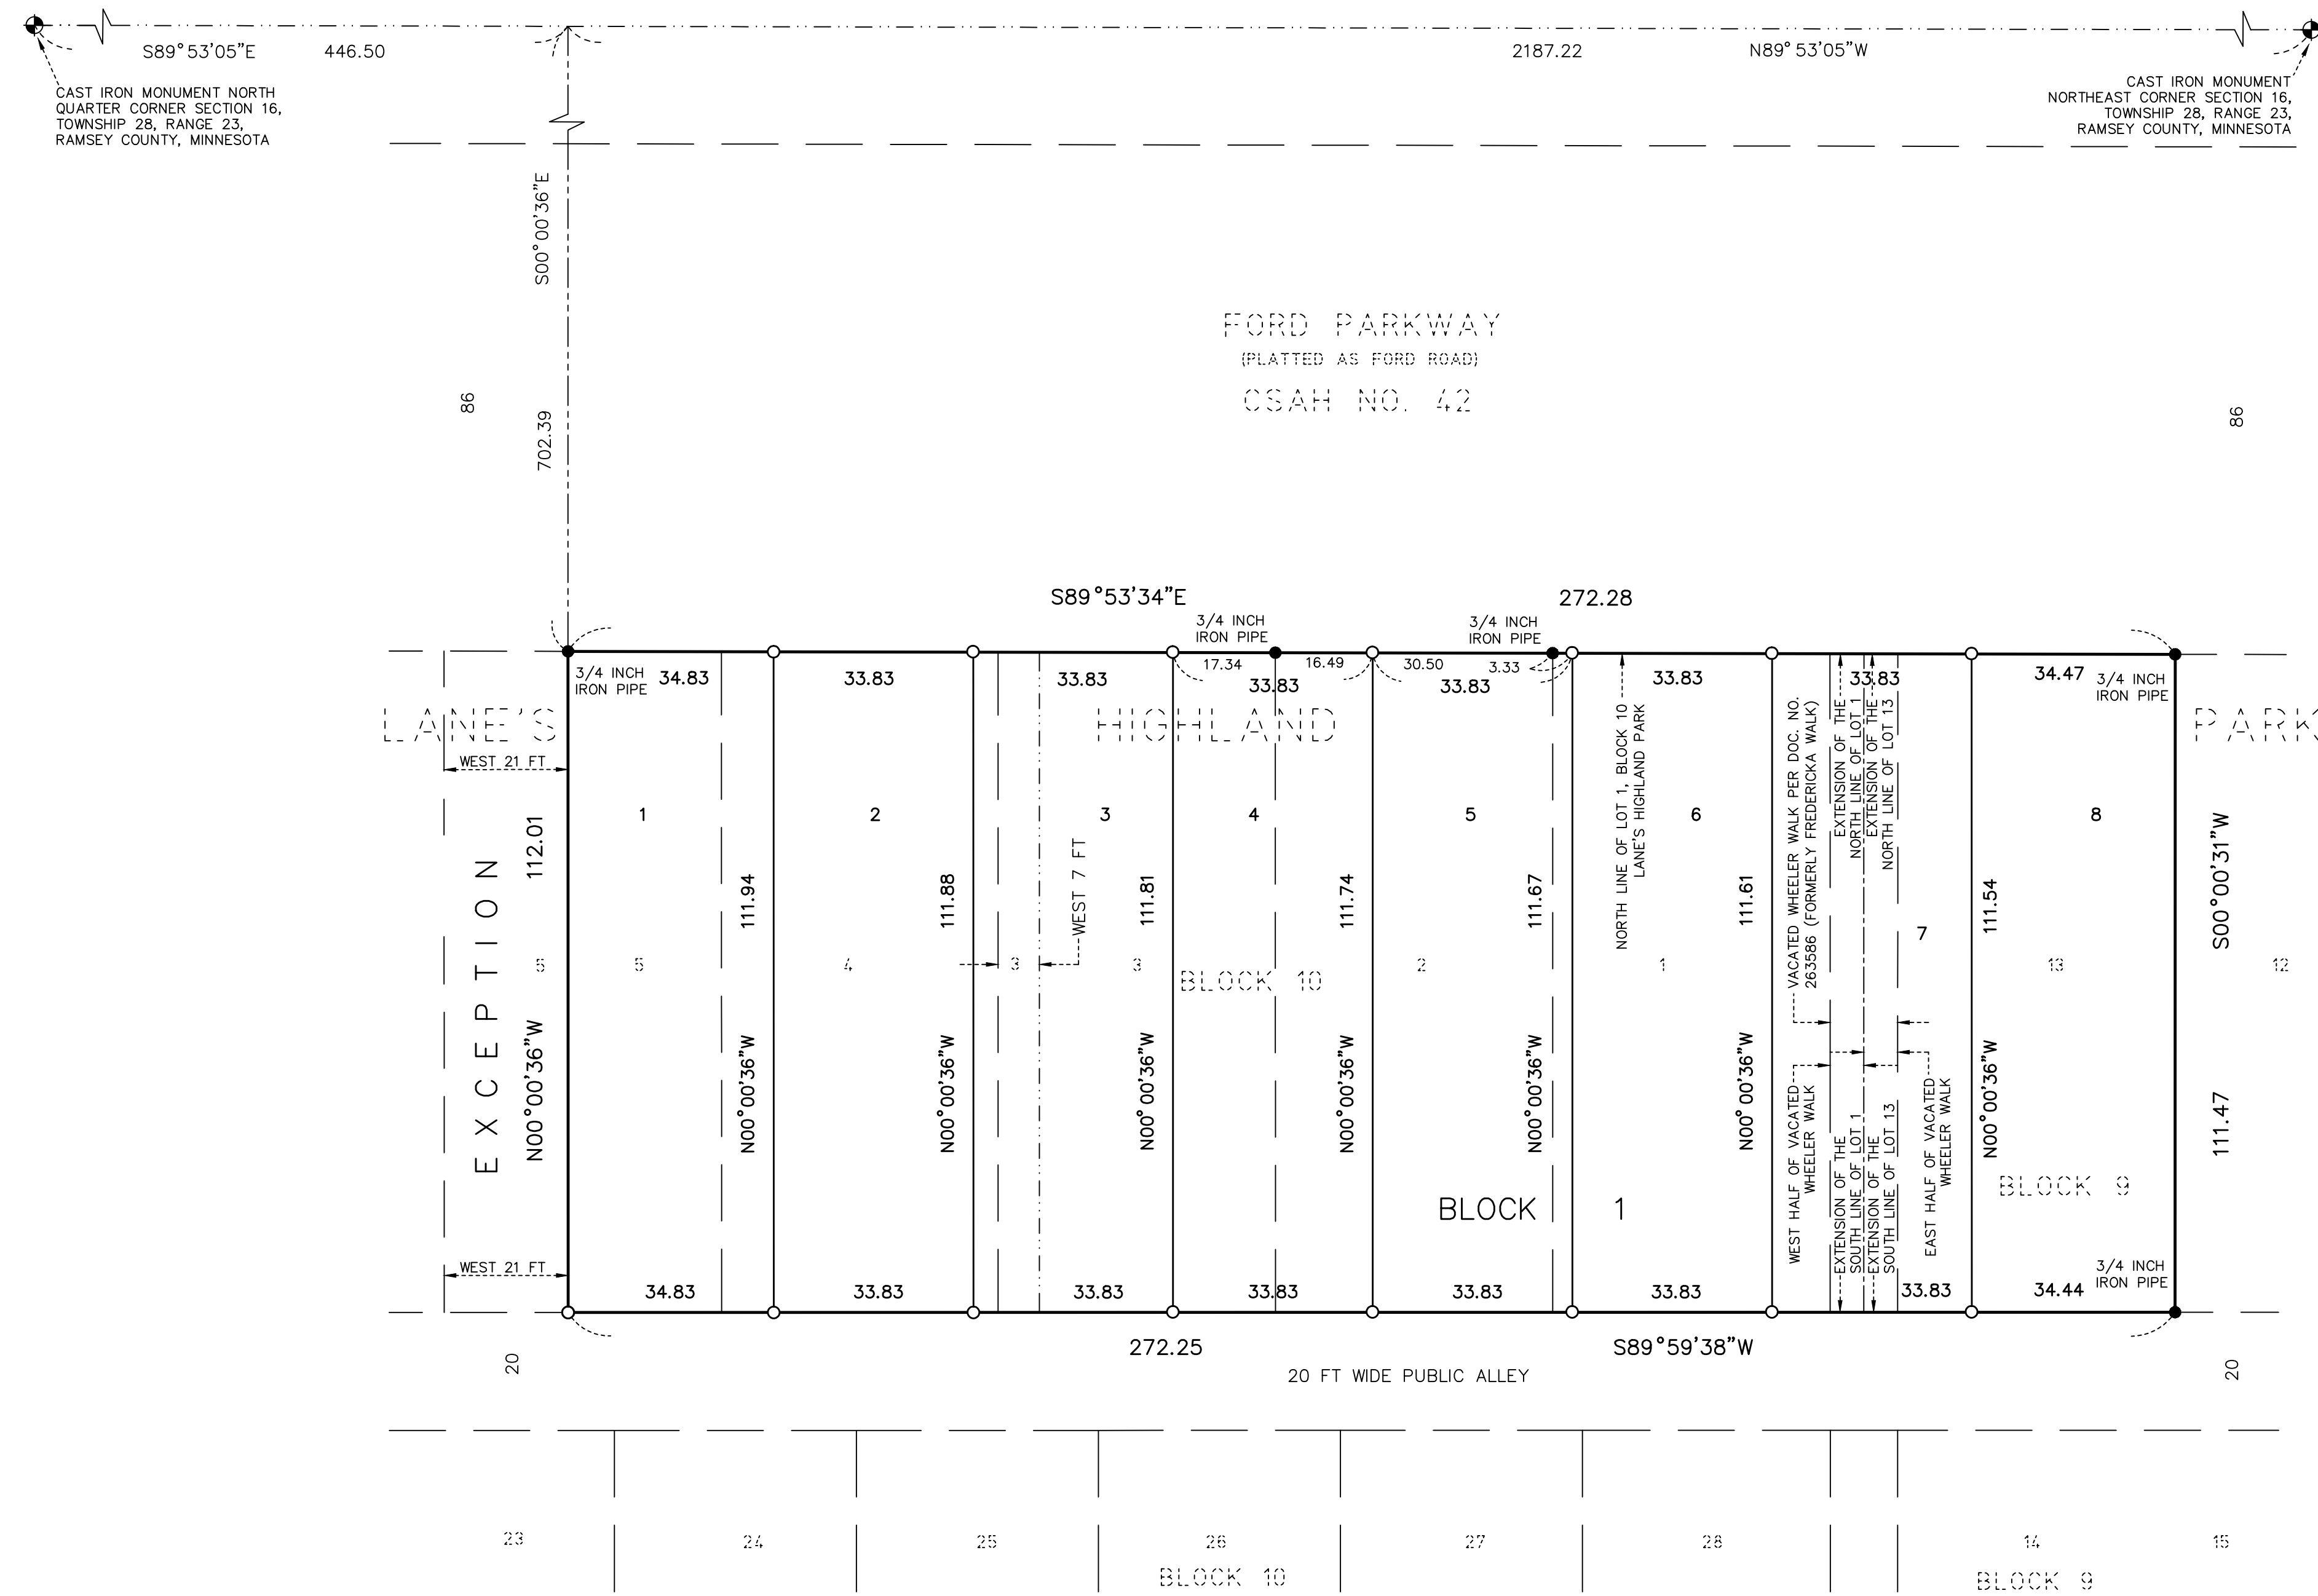 S89°53'05"E 446.50 2187.22 N89°53'05"W
CAST IRON MONUMENT NORTH
QUARTER CORNER SECTION 16,
TOWNSHIP 28, RANGE 23,
RAMSEY COUNTY, MINNESOTA
CAST IRON MONUMENT
NORTHEAST CORNER SECTION 16,
TOWNSHIP 28, RANGE 23,
RAMSEY COUNTY, MINNESOTA
S00°00'36"E
702.39
86
FORD PARKWAY
(PLATTED AS FORD ROAD)
CSAH NO. 42
86
S89°53'34"E 272.28
3/4 INCH
IRON PIPE
3/4 INCH
IRON PIPE
17.34 16.49 30.50 3.33
3/4 INCH
IRON PIPE
34.83 33.83 33.83 33.83 33.83 33.83 33.83 34.47
3/4 INCH
IRON PIPE
LANE'S HIGHLAND PARK
WEST 21 FT
1 2 3 4 5 6 7 8
EXCEPTION
112.01
N00°00'36"W
111.94
N00°00'36"W
111.88
N00°00'36"W
WEST 7 FT
111.81
N00°00'36"W
111.74
N00°00'36"W
111.67
N00°00'36"W
NORTH LINE OF LOT 1, BLOCK 10
LANE'S HIGHLAND PARK
111.61
N00°00'36"W
VACATED WHEELER WALK PER DOC. NO.
263586 (FORMERLY FREDERICKA WALK)
EXTENSION OF THE
NORTH LINE OF LOT 1
EXTENSION OF THE
NORTH LINE OF LOT 13
WEST HALF OF VACATED
WHEELER WALK
EXTENSION OF THE
SOUTH LINE OF LOT 1
EXTENSION OF THE
SOUTH LINE OF LOT 13
EAST HALF OF VACATED
WHEELER WALK
111.54
N00°00'36"W
S00°00'31"W
111.47
5 5 4 3 3 2 1 13 12
BLOCK 10
BLOCK 9
BLOCK 1
WEST 21 FT
3/4 INCH
IRON PIPE
34.83 33.83 33.83 33.83 33.83 33.83 33.83 34.44
272.25 S89°59'38"W
20 20 FT WIDE PUBLIC ALLEY 20
23 24 25 26 27 28 14 15
BLOCK 10 BLOCK 9